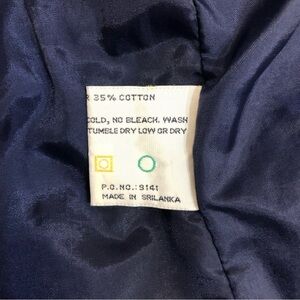 R 35% COTTON
COLD, NO BLEACH. WASH
TUMBLE DRY LOW OR DRY
P.O.NO.:9141
MADE IN SRILANKA